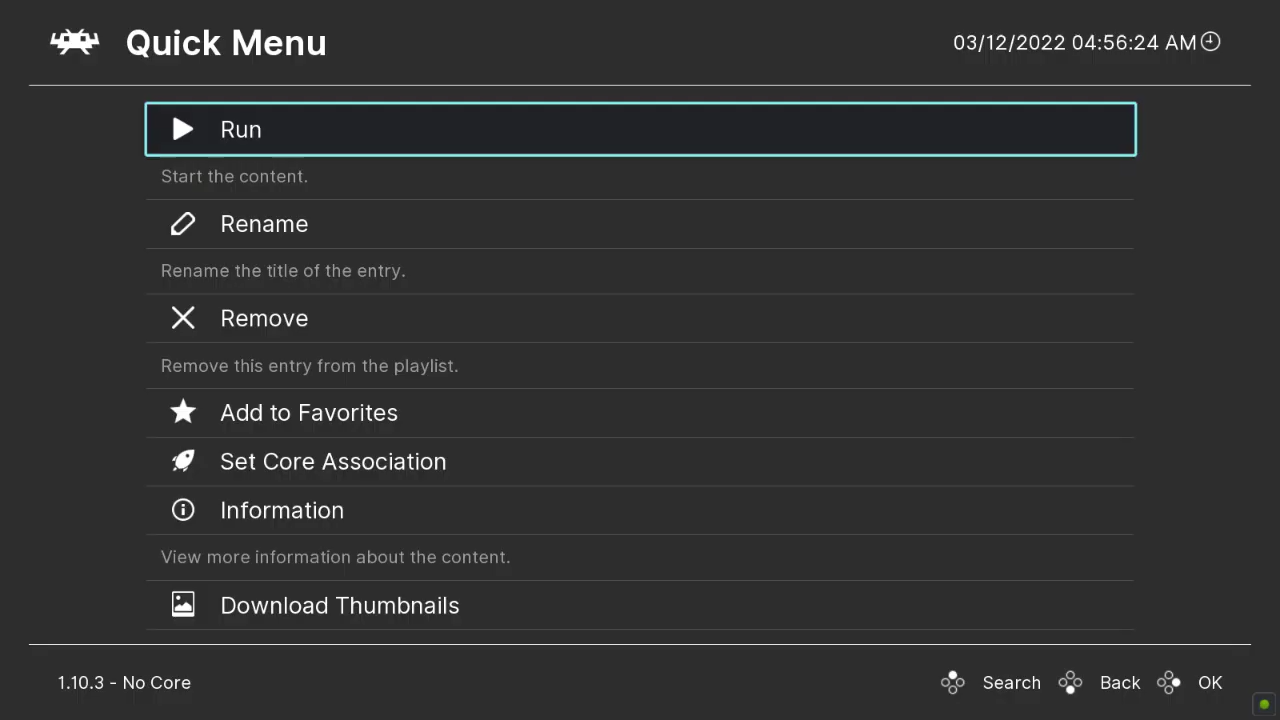 Quick Menu
03/12/2022 04:56:24 AM
Run
Start the content.
Rename
Rename the title of the entry.
Remove
Remove this entry from the playlist.
Add to Favorites
Set Core Association
Information
View more information about the content.
Download Thumbnails
1.10.3 - No Core
Search
Back
OK